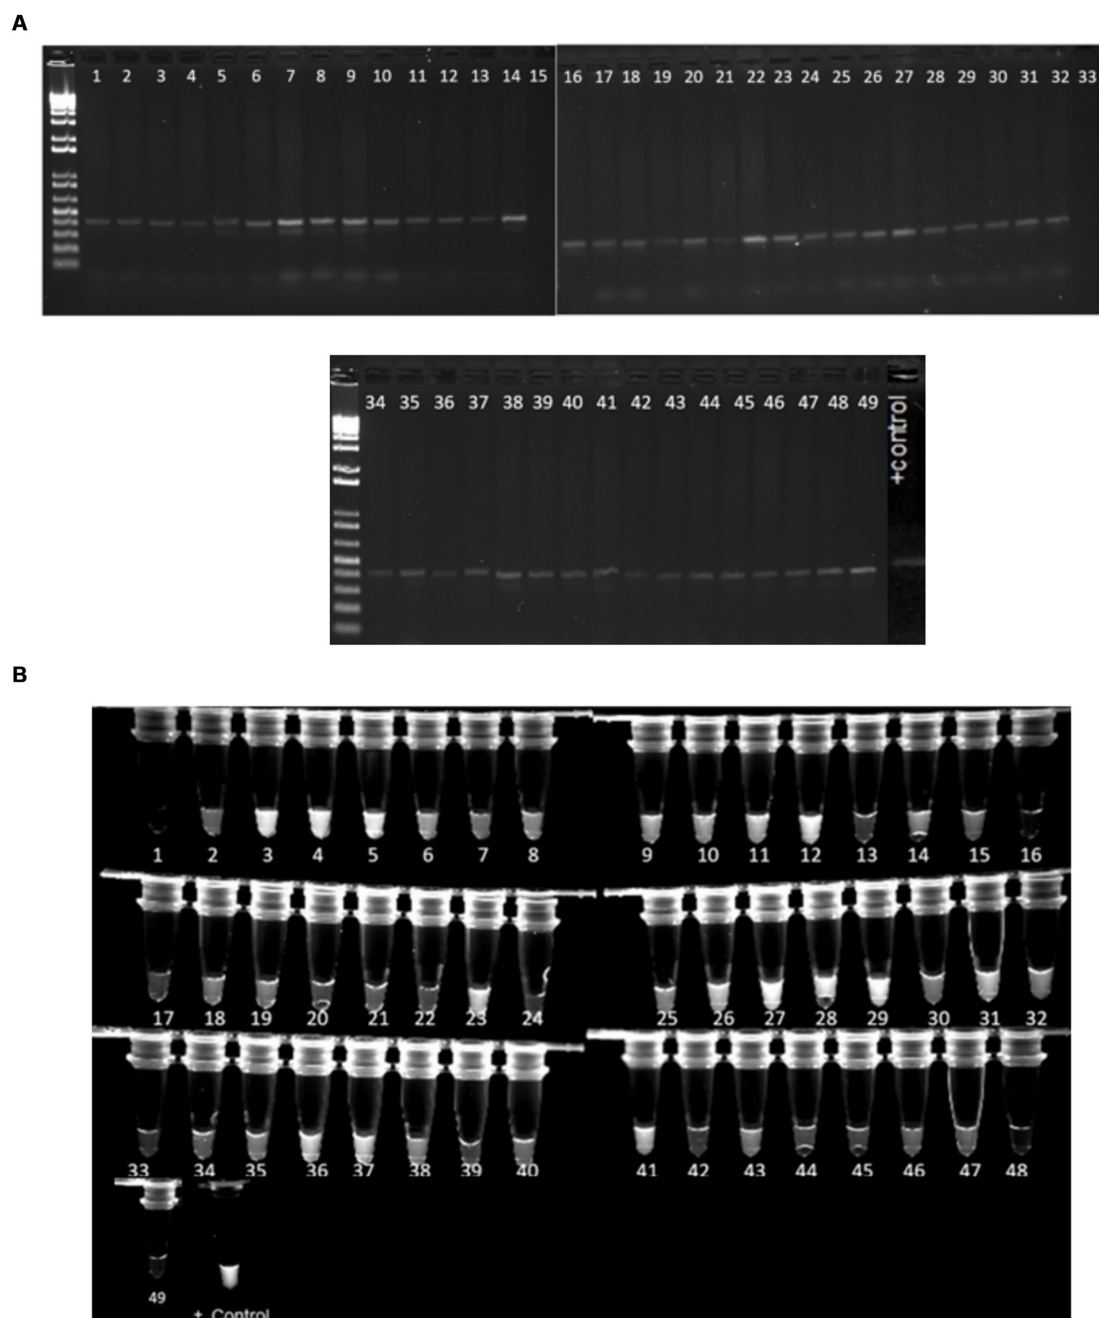 A
1 2 3 4 5 6 7 8 9 10 11 12 13 14 15 16 17 18 19 20 21 22 23 24 25 26 27 28 29 30 31 32 33
34 35 36 37 38 39 40 41 42 43 44 45 46 47 48 49 +control
B
1 2 3 4 5 6 7 8 9 10 11 12 13 14 15 16
17 18 19 20 21 22 23 24 25 26 27 28 29 30 31 32
33 34 35 36 37 38 39 40 41 42 43 44 45 46 47 48
49
+ Control